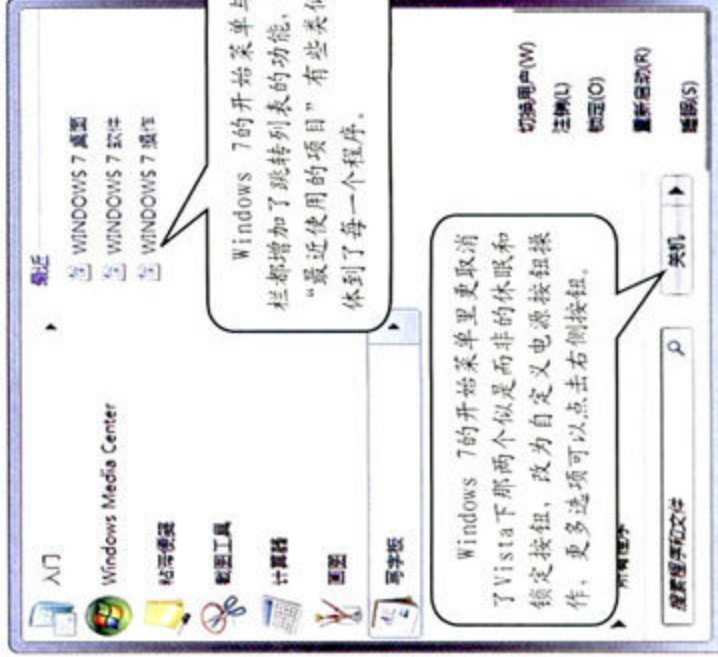 入门
Windows Media Center
粘帖便笺
截图工具
计算器
画图
写字板
所有程序
搜索程序和文件
最近
WINDOWS 7 桌面
WINDOWS 7 软件
WINDOWS 7 操作
Windows 7的开始菜单与
栏都增加了跳转列表的功能，
“最近使用的项目”有些类似
体到了每一个程序。
Windows 7的开始菜单里更取消
了Vista下那两个似是而非的休眠和
锁定按钮，改为自定义电源按钮操
作，更多选项可以点击右侧按钮。
关机
切换用户(W)
注销(L)
锁定(O)
重新启动(R)
睡眠(S)